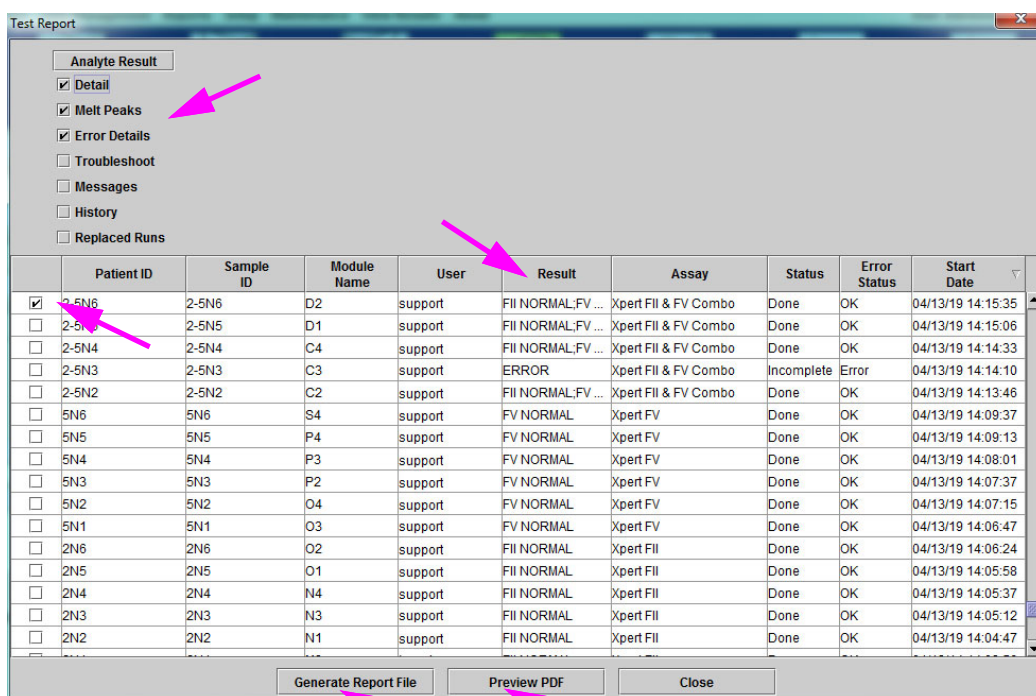 Test Report
Analyte Result
Detail
Melt Peaks
Error Details
Troubleshoot
Messages
History
Replaced Runs
Patient ID Sample ID Module Name User Result Assay Status Error Status Start Date
2-5N6 2-5N6 D2 support FII NORMAL;FV ... Xpert FII & FV Combo Done OK 04/13/19 14:15:35
2-5N5 D1 support FII NORMAL;FV ... Xpert FII & FV Combo Done OK 04/13/19 14:15:06
2-5N4 2-5N4 C4 support FII NORMAL;FV ... Xpert FII & FV Combo Done OK 04/13/19 14:14:33
2-5N3 2-5N3 C3 support ERROR Xpert FII & FV Combo Incomplete Error 04/13/19 14:14:10
2-5N2 2-5N2 C2 support FII NORMAL;FV ... Xpert FII & FV Combo Done OK 04/13/19 14:13:46
5N6 5N6 S4 support FV NORMAL Xpert FV Done OK 04/13/19 14:09:37
5N5 5N5 P4 support FV NORMAL Xpert FV Done OK 04/13/19 14:09:13
5N4 5N4 P3 support FV NORMAL Xpert FV Done OK 04/13/19 14:08:01
5N3 5N3 P2 support FV NORMAL Xpert FV Done OK 04/13/19 14:07:37
5N2 5N2 O4 support FV NORMAL Xpert FV Done OK 04/13/19 14:07:15
5N1 5N1 O3 support FV NORMAL Xpert FV Done OK 04/13/19 14:06:47
2N6 2N6 O2 support FII NORMAL Xpert FII Done OK 04/13/19 14:06:24
2N5 2N5 O1 support FII NORMAL Xpert FII Done OK 04/13/19 14:05:58
2N4 2N4 N4 support FII NORMAL Xpert FII Done OK 04/13/19 14:05:37
2N3 2N3 N3 support FII NORMAL Xpert FII Done OK 04/13/19 14:05:12
2N2 2N2 N1 support FII NORMAL Xpert FII Done OK 04/13/19 14:04:47
Generate Report File Preview PDF Close